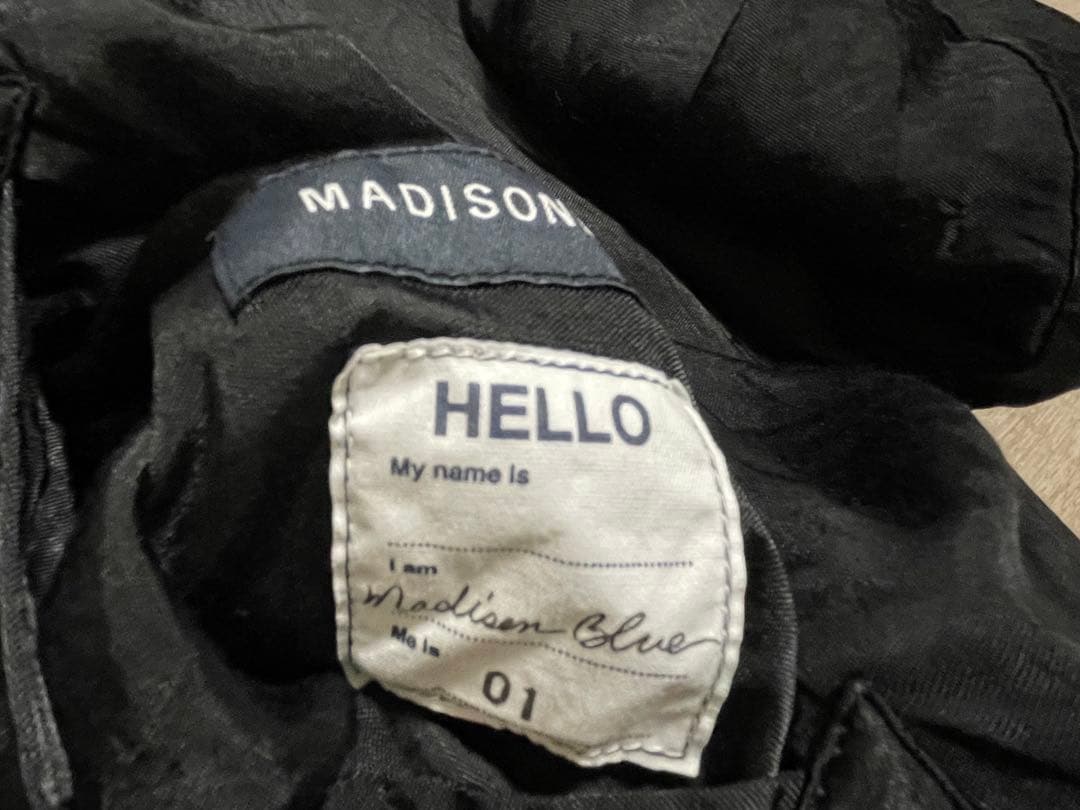 MADISON
HELLO
My name is
I am
Madison Blue
Me is
01